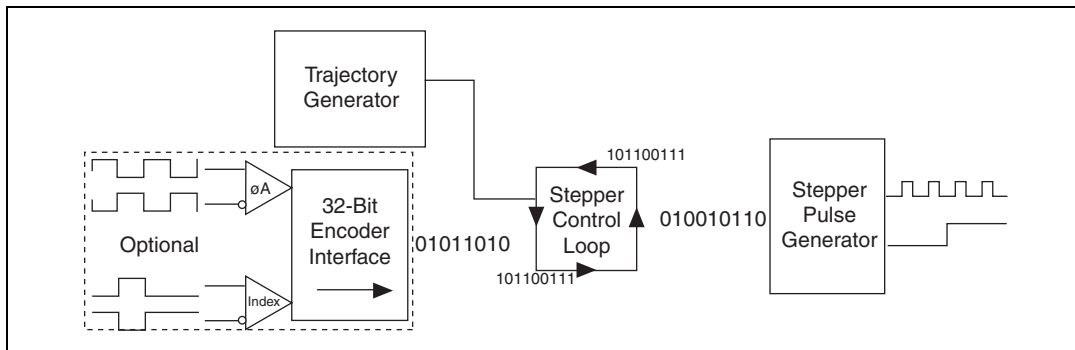 Trajectory
Generator
øA
32-Bit
Encoder
Interface
Optional
Index
01011010
101100111
Stepper
Control
Loop
101100111
010010110
Stepper
Pulse
Generator